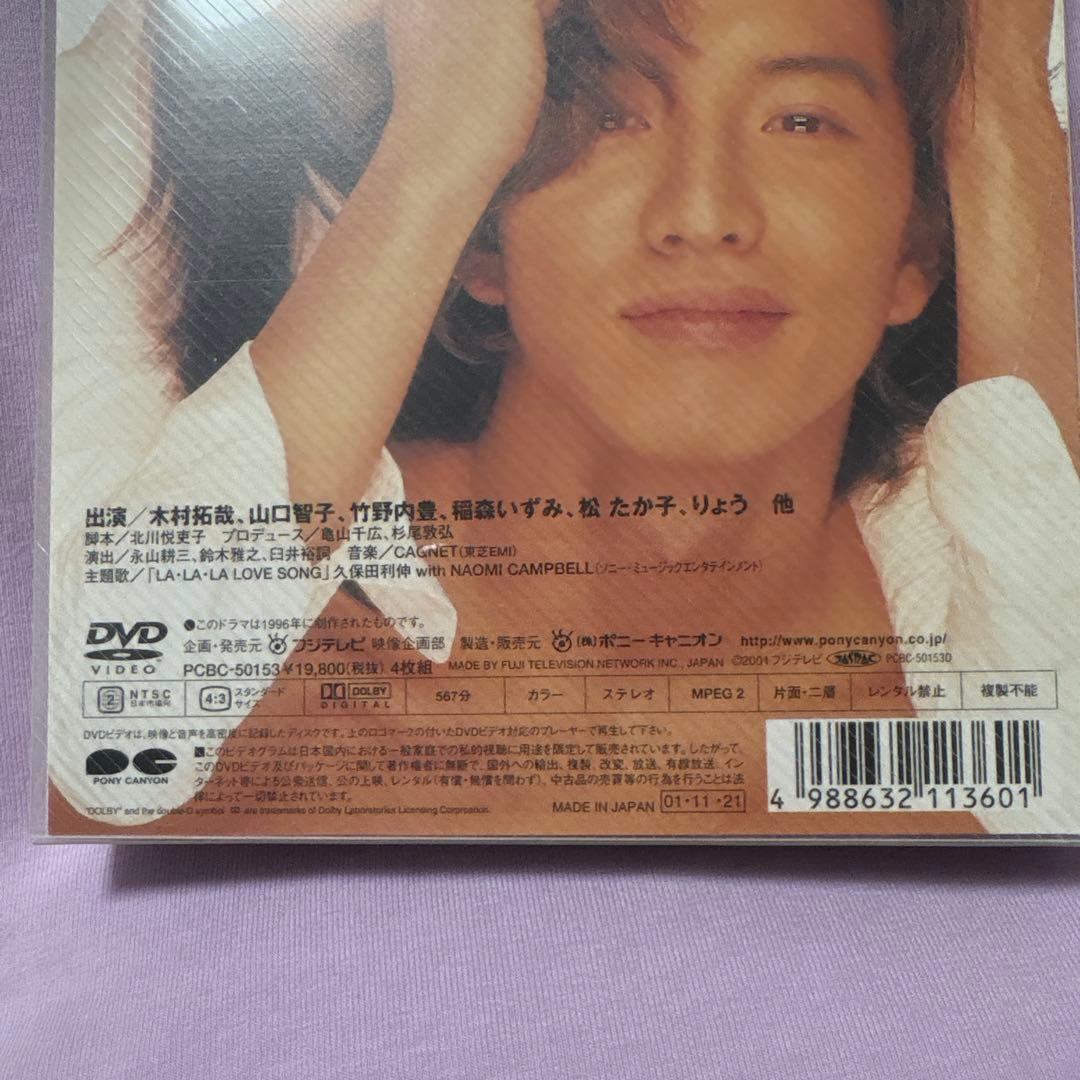 出演／木村拓哉、山口智子、竹野内豊、稲森いずみ、松 たか子、りょう 他
脚本／北川悦吏子 プロデュース／亀山千広、杉尾敦弘
演出／永山耕三、鈴木雅之、臼井裕詞 音楽／CAGNET(東芝EMI)
主題歌／「LA・LA・LA LOVE SONG」久保田利伸 with NAOMI CAMPBELL(ソニー・ミュージックエンタテインメント)
DVD VIDEO
●このドラマは1996年に制作されたものです。
企画・発売元 フジテレビ 映像企画部 製造・販売元 (株)ポニーキャニオン http://www.ponycanyon.co.jp/
PCBC-50153 ¥19,800(税抜) 4枚組 MADE BY FUJI TELEVISION NETWORK INC., JAPAN ©2001 フジテレビ JASRAC PCBC-50153D
2 NTSC 日本市場向 4:3 スタンダードサイズ DOLBY DIGITAL 567分 カラー ステレオ MPEG 2 片面・二層 レンタル禁止 複製不能
DVDビデオは、映像と音声を高密度に記録したディスクです。上のロゴマークの付いたDVDビデオ対応のプレーヤーで再生して下さい。
PONY CANYON
■このビデオグラムは日本国内における一般家庭での私的視聴に用途を限定して販売されています。したがって、
このDVDビデオ及びパッケージに関して著作権者に無断で、国外への輸出、複製、改変、放送、有線放送、イン
ターネット等による公衆送信、公の上映、レンタル(有償・無償を問わず)、中古品の売買等の行為を行うことは法
律によって一切禁止されています。
"DOLBY" and the double-D symbol are trademarks of Dolby Laboratories Licensing Corporation.
MADE IN JAPAN 01・11・21
4 988632 113601